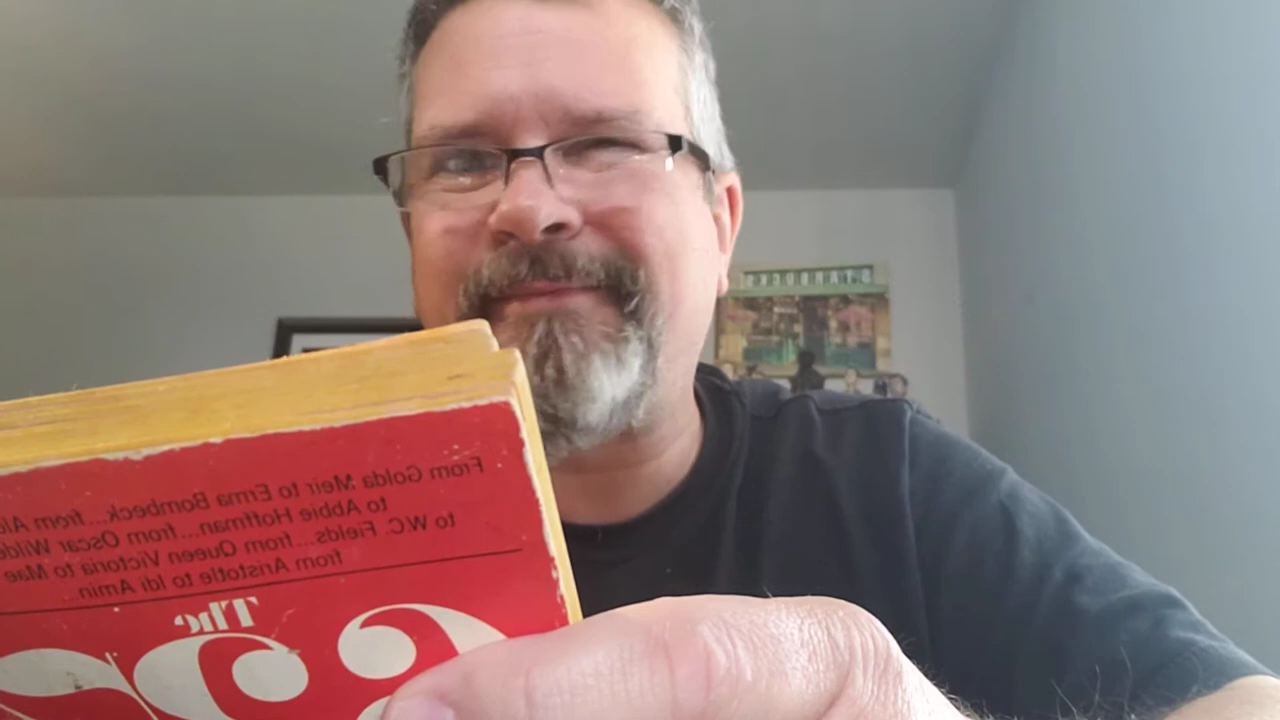 From Golda Meir to Erma Bombeck... from
to Abbie Hoffman....from Oscar Wilde
to W.C. Fields...from Queen Victoria to Mae
from Aristotle to Idi Amin.
The